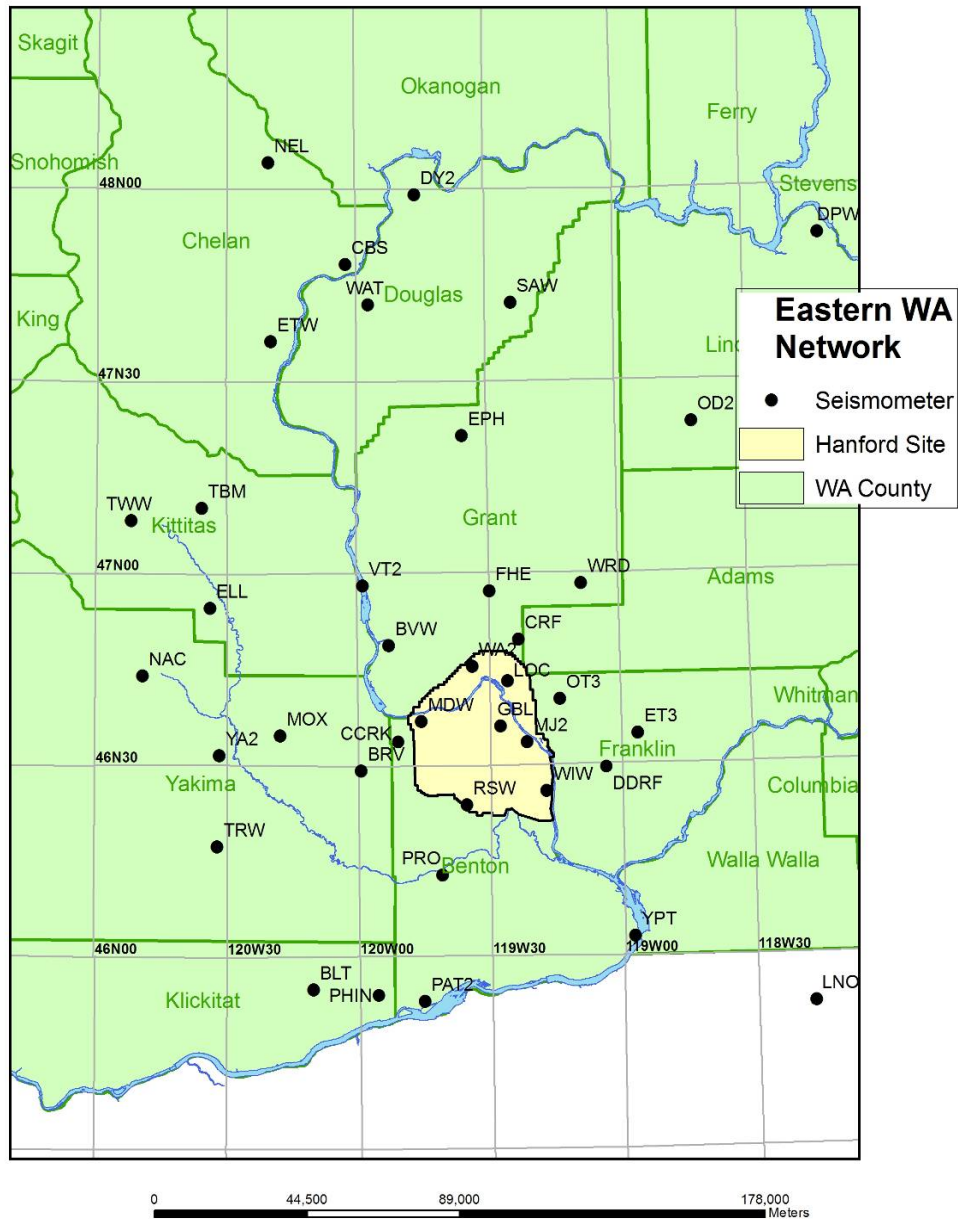 Skagit
Okanogan
Ferry
Snohomish
NEL
48N00
DY2
Stevens
DPW
Chelan
CBS
WAT
Douglas
SAW
King
ETW
Eastern WA
Network
Linc
47N30
Seismometer
OD2
EPH
Hanford Site
WA County
TBM
TWW
Kittitas
Grant
47N00
VT2
FHE
WRD
Adams
ELL
BVW
CRF
WA2
NAC
LOC
OT3
Whitman
MDW
GBL
MOX
CCRK
MJ2
ET3
YA2
BRV
Franklin
46N30
Yakima
RSW
WIW
DDRF
Columbia
TRW
PRO
Benton
Walla Walla
YPT
46N00
120W30
120W00
119W30
119W00
118W30
BLT
PHIN
PAT2
LNO
Klickitat
0
44,500
89,000
178,000
Meters